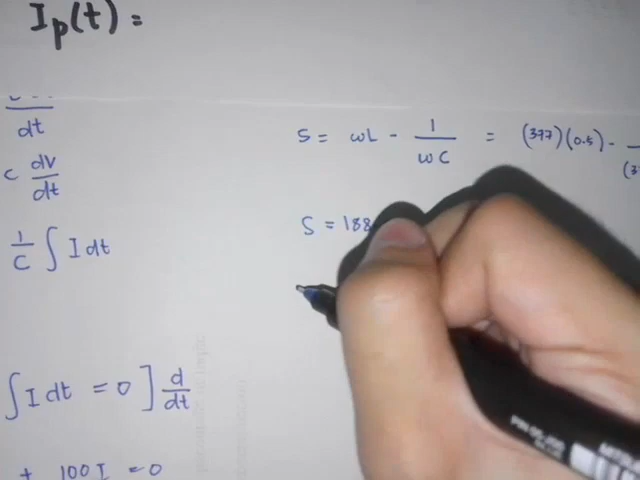 Ip(t) =
dt
S = ωL - 1/ωC = (377)(0.5) -
C dv/dt
S = 188
1/C ∫ I dt
∫ I dt = 0 ] d/dt
+ 100 I = 0